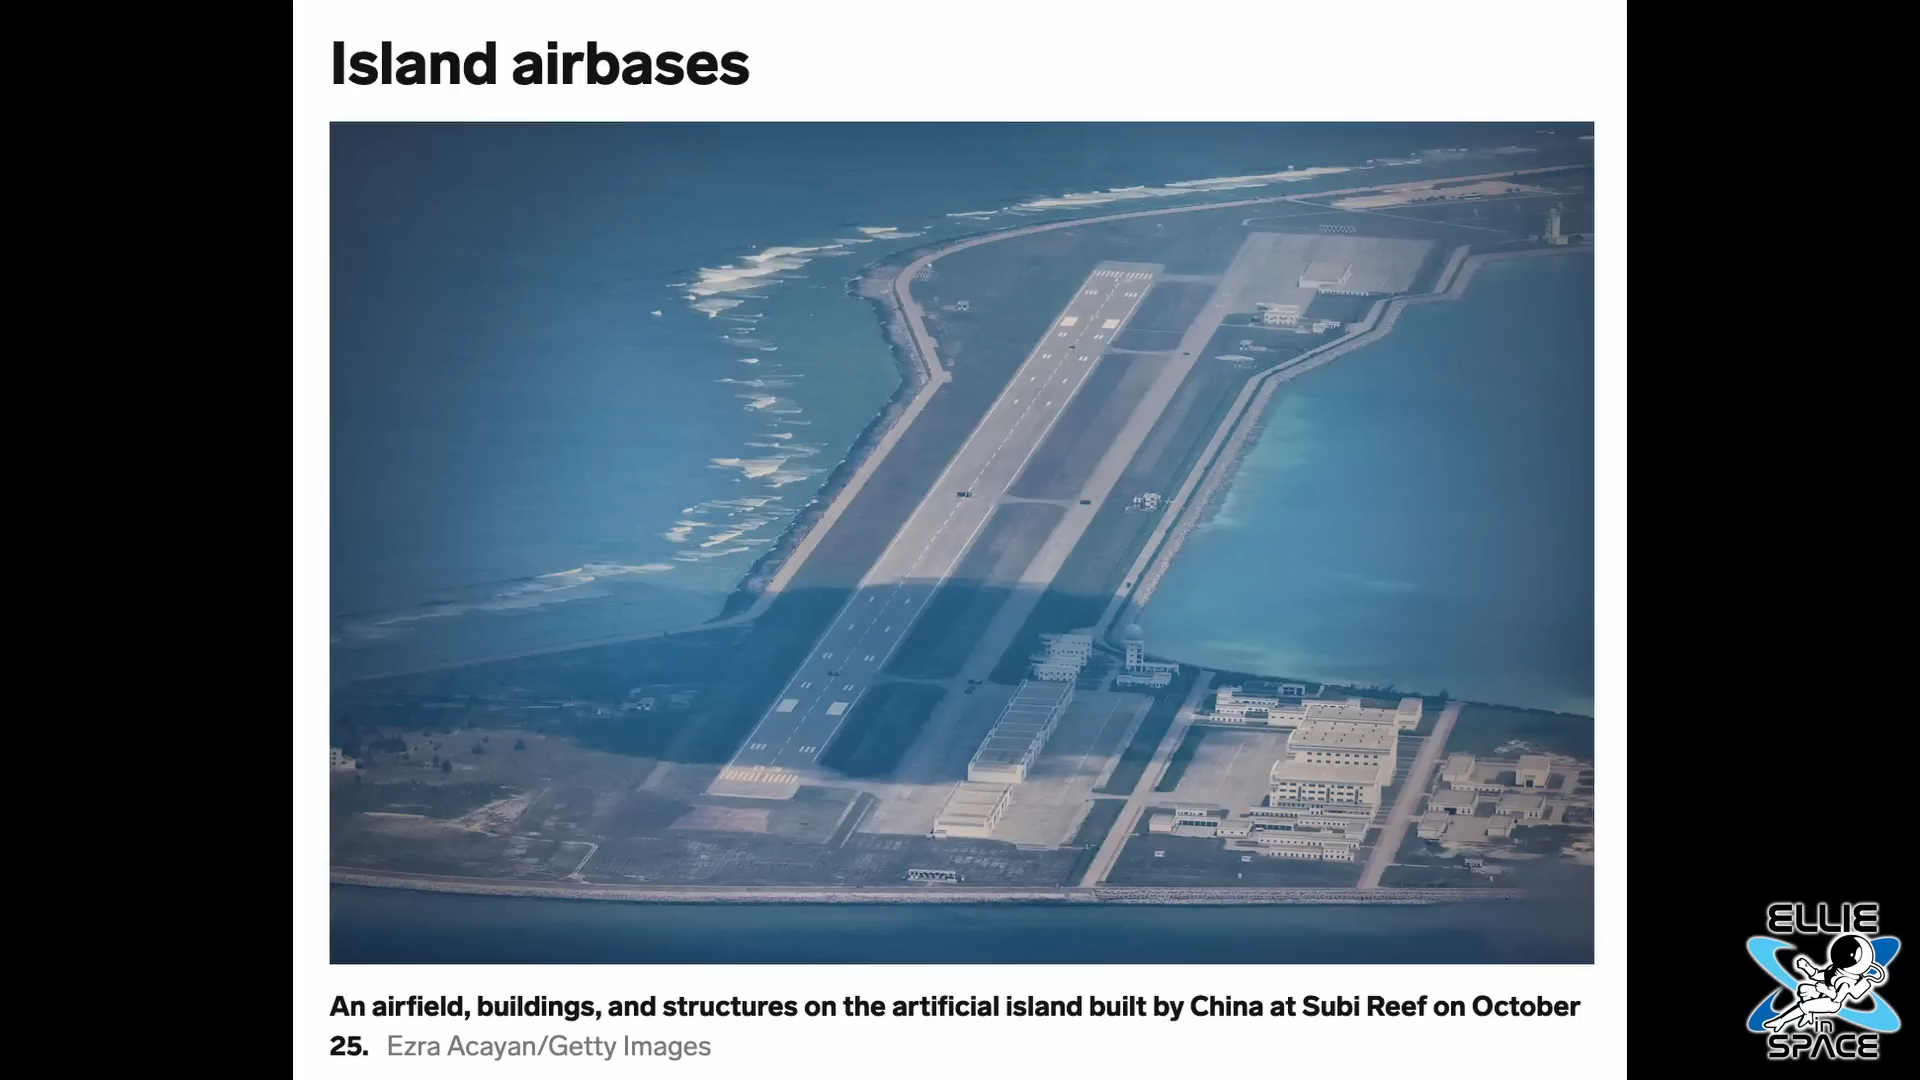 Island airbases
An airfield, buildings, and structures on the artificial island built by China at Subi Reef on October
25. Ezra Acayan/Getty Images
ELLIE
in
SPACE